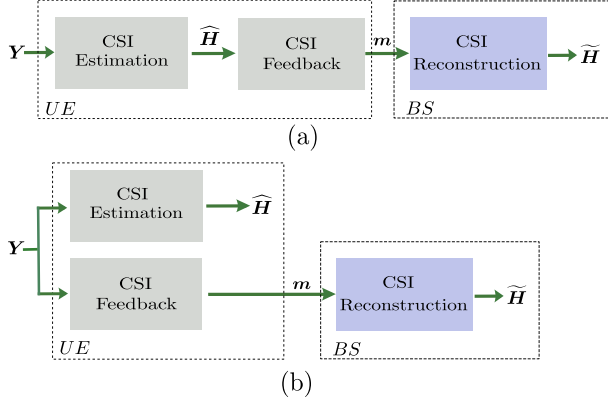 Y
CSI
Estimation
Ĥ
CSI
Feedback
m
CSI
Reconstruction
H̃
UE
BS
(a)
CSI
Estimation
Ĥ
Y
CSI
Feedback
m
CSI
Reconstruction
H̃
UE
BS
(b)